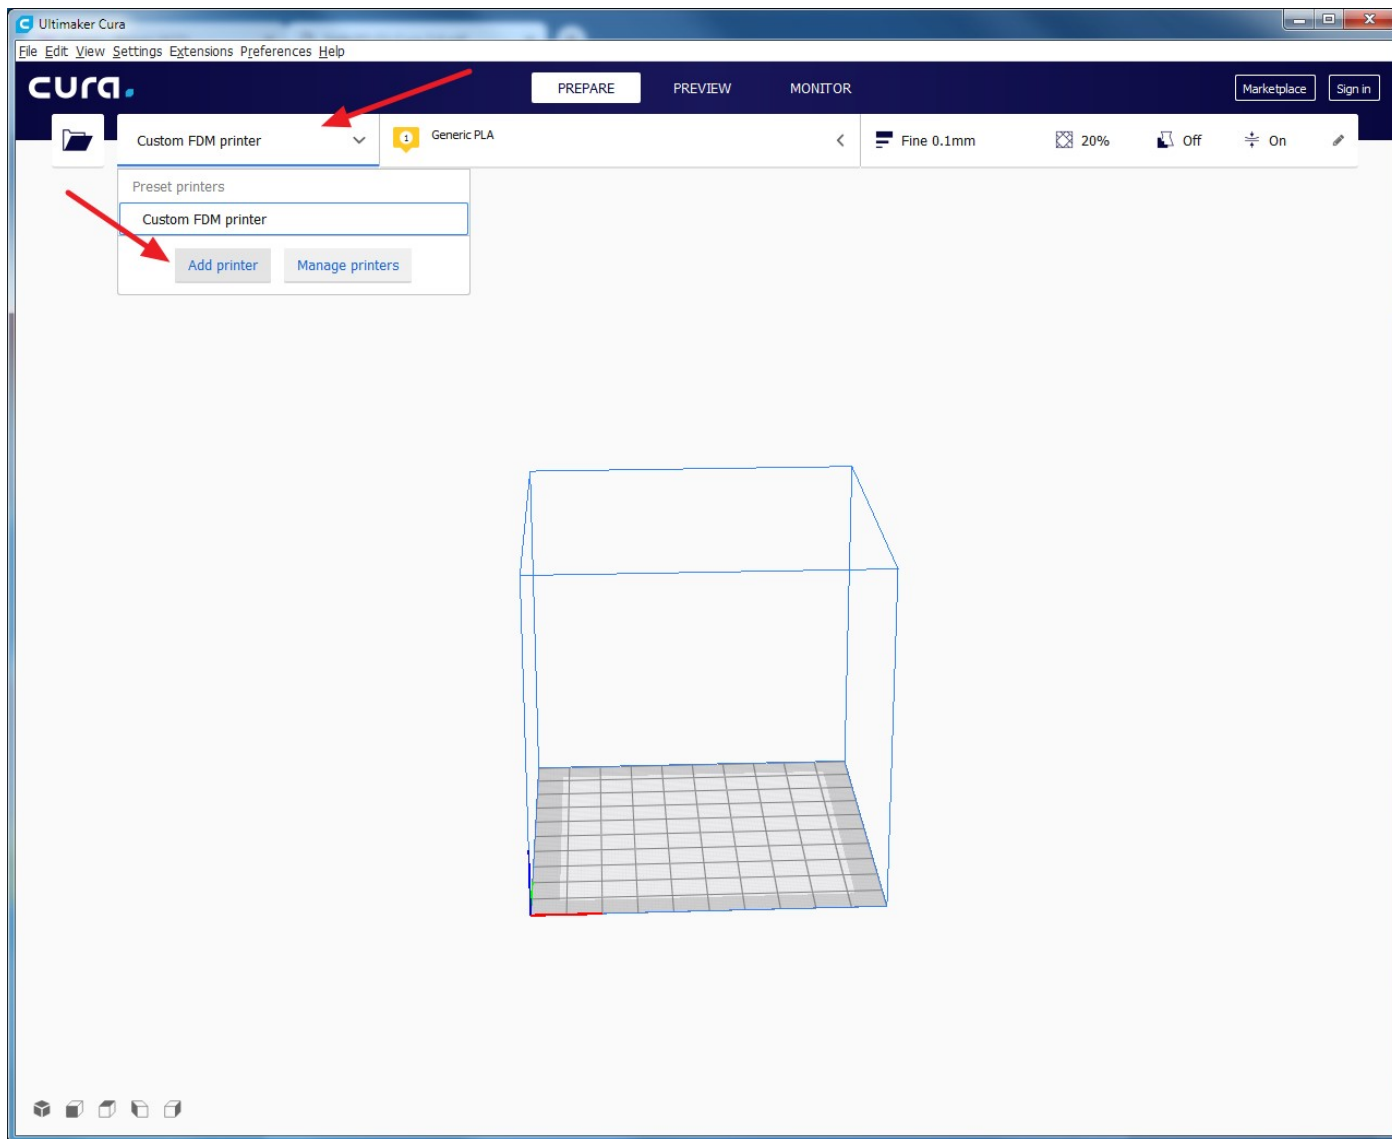 Ultimaker Cura
File Edit View Settings Extensions Preferences Help
cura.
PREPARE PREVIEW MONITOR
Marketplace Sign in
Custom FDM printer 1 Generic PLA Fine 0.1mm 20% Off On
Preset printers
Custom FDM printer
Add printer Manage printers